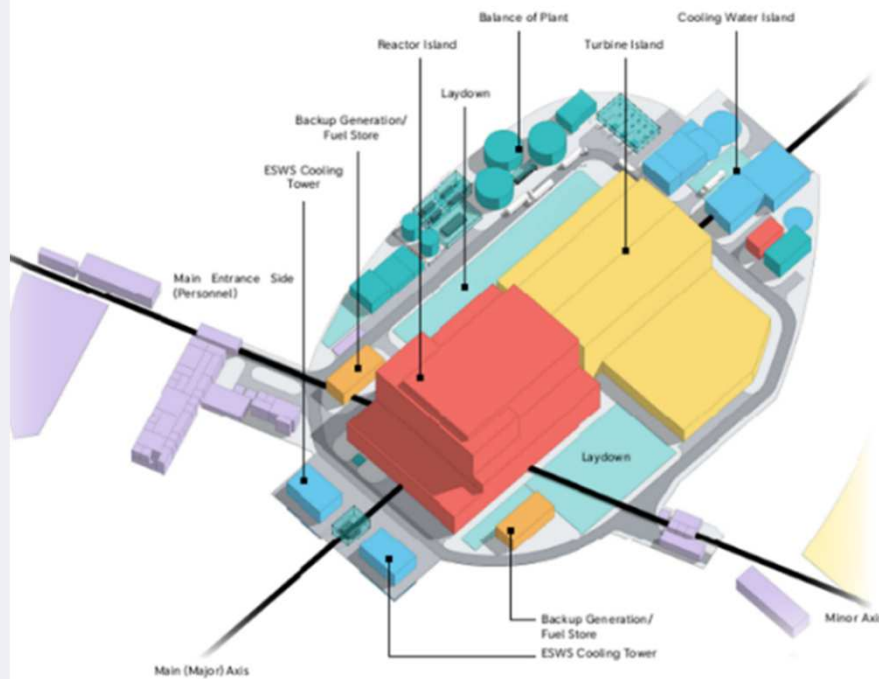 Balance of Plant
Cooling Water Island
Reactor Island
Turbine Island
Laydown
Backup Generation/
Fuel Store
ESWS Cooling
Tower
Main Entrance Side
(Personnel)
Laydown
Backup Generation/
Fuel Store
Minor Axi
ESWS Cooling Tower
Main (Major) Axis